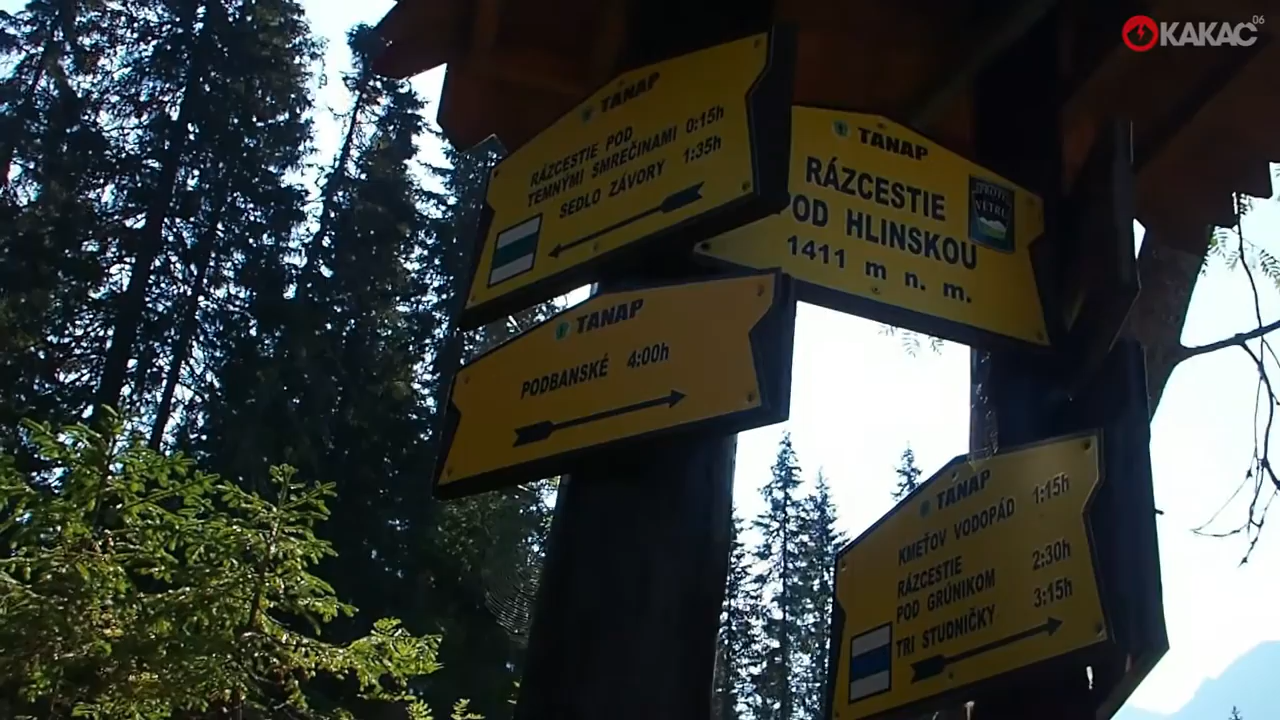 KAKAC 06
TANAP
RÁZCESTIE POD
TEMNÝMI SMREČINAMI 0:15h
SEDLO ZÁVORY 1:35h
TANAP
RÁZCESTIE
POD HLINSKOU
1411 m n. m.
TANAP
PODBANSKÉ 4:00h
TANAP
KMEŤOV VODOPÁD 1:15h
RÁZCESTIE
POD GRÚNIKOM 2:30h
TRI STUDNIČKY 3:15h